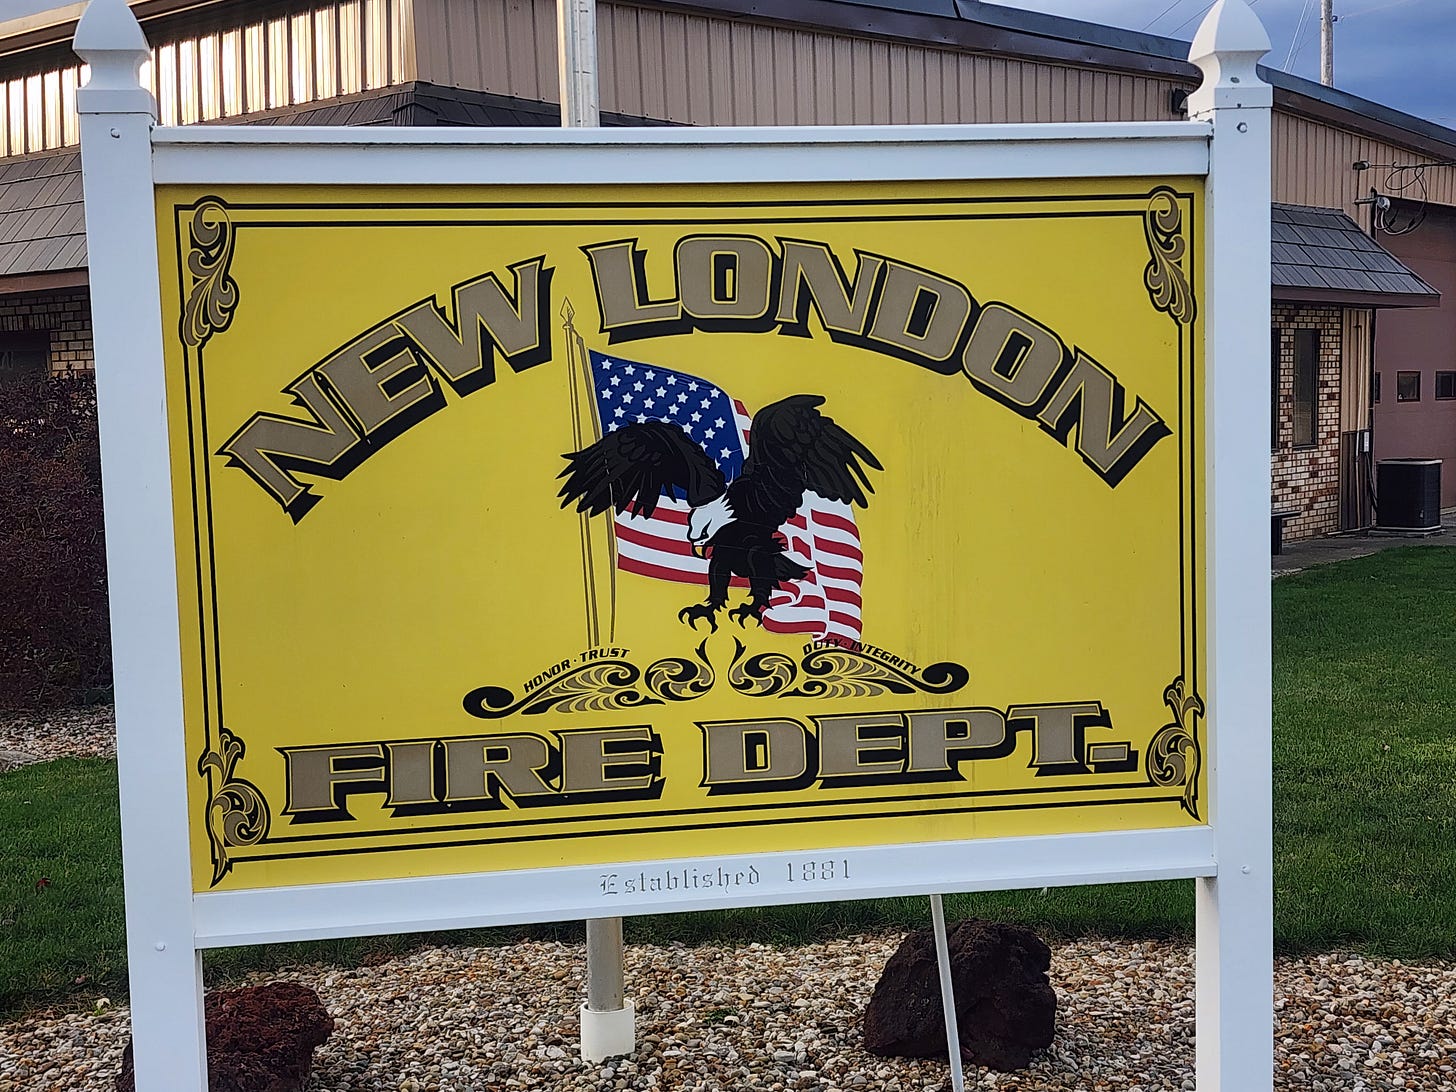 NEW LONDON
HONOR · TRUST
DUTY · INTEGRITY
FIRE DEPT.
Established 1881